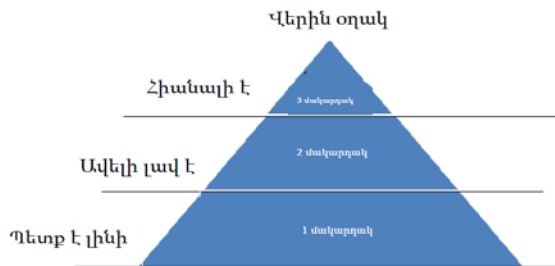 Վերին օղակ
Հիանալի է
3 մակարդակ
Ավելի լավ է
2 մակարդակ
Պետք է լինի
1 մակարդակ